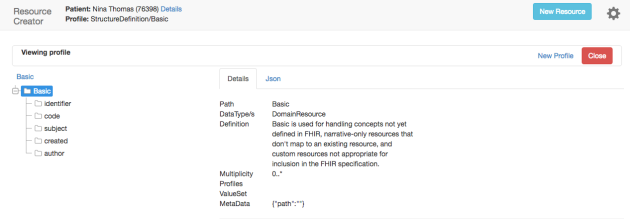 Resource Creator
Patient: Nina Thomas (76398) Details
Profile: StructureDefinition/Basic
New Resource
Viewing profile
New Profile
Close
Basic
Basic
identifier
code
subject
created
author
Details
Json
Path Basic
DataType/s DomainResource
Definition Basic is used for handling concepts not yet
defined in FHIR, narrative-only resources that
don't map to an existing resource, and
custom resources not appropriate for
inclusion in the FHIR specification.
Multiplicity 0..*
Profiles
ValueSet
MetaData {"path":""}